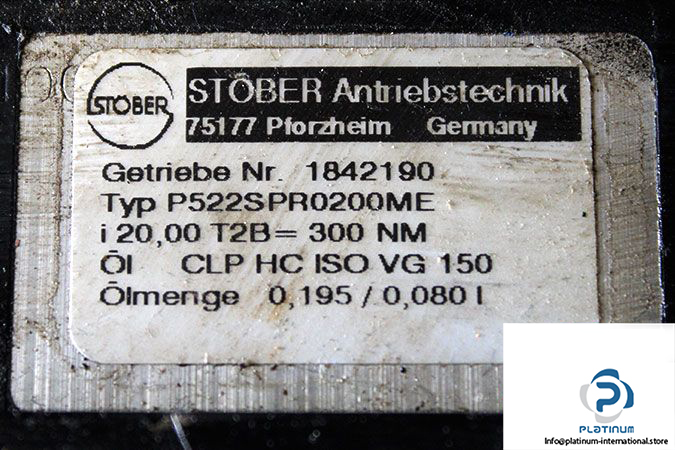 STÖBER
STÖBER Antriebstechnik
75177 Pforzheim Germany
Getriebe Nr. 1842190
Typ P522SPR0200ME
i 20,00 T2B= 300 NM
Öl CLP HC ISO VG 150
Ölmenge 0,195 / 0,080 l
PLATINUM
Info@platinum-international.store